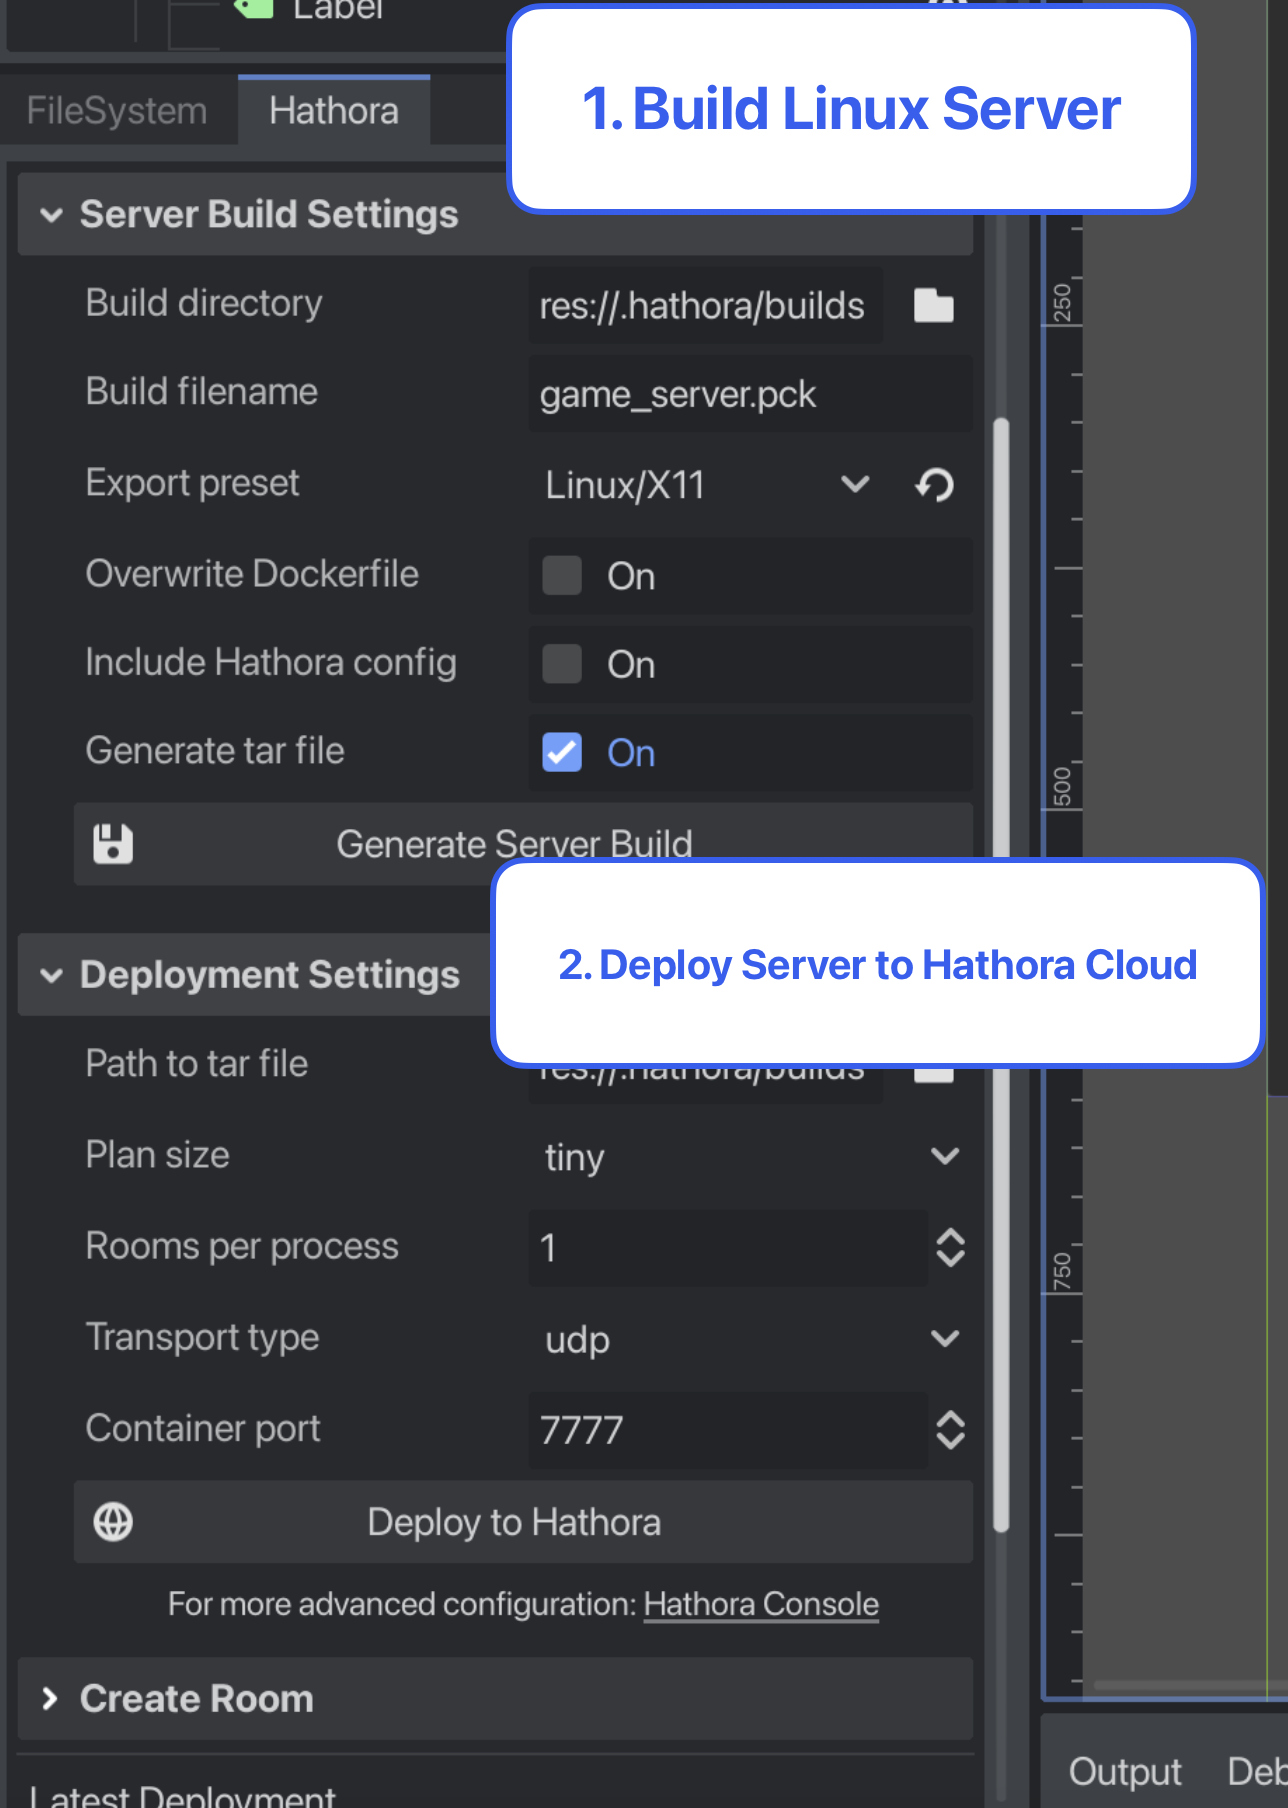 Label
FileSystem Hathora
1. Build Linux Server
Server Build Settings
Build directory res://.hathora/builds
Build filename game_server.pck
Export preset Linux/X11
Overwrite Dockerfile On
Include Hathora config On
Generate tar file On
Generate Server Build
2. Deploy Server to Hathora Cloud
Deployment Settings
Path to tar file res://.hathora/builds
Plan size tiny
Rooms per process 1
Transport type udp
Container port 7777
Deploy to Hathora
For more advanced configuration: Hathora Console
Create Room
Latest Deployment
250
500
750
Output Deb